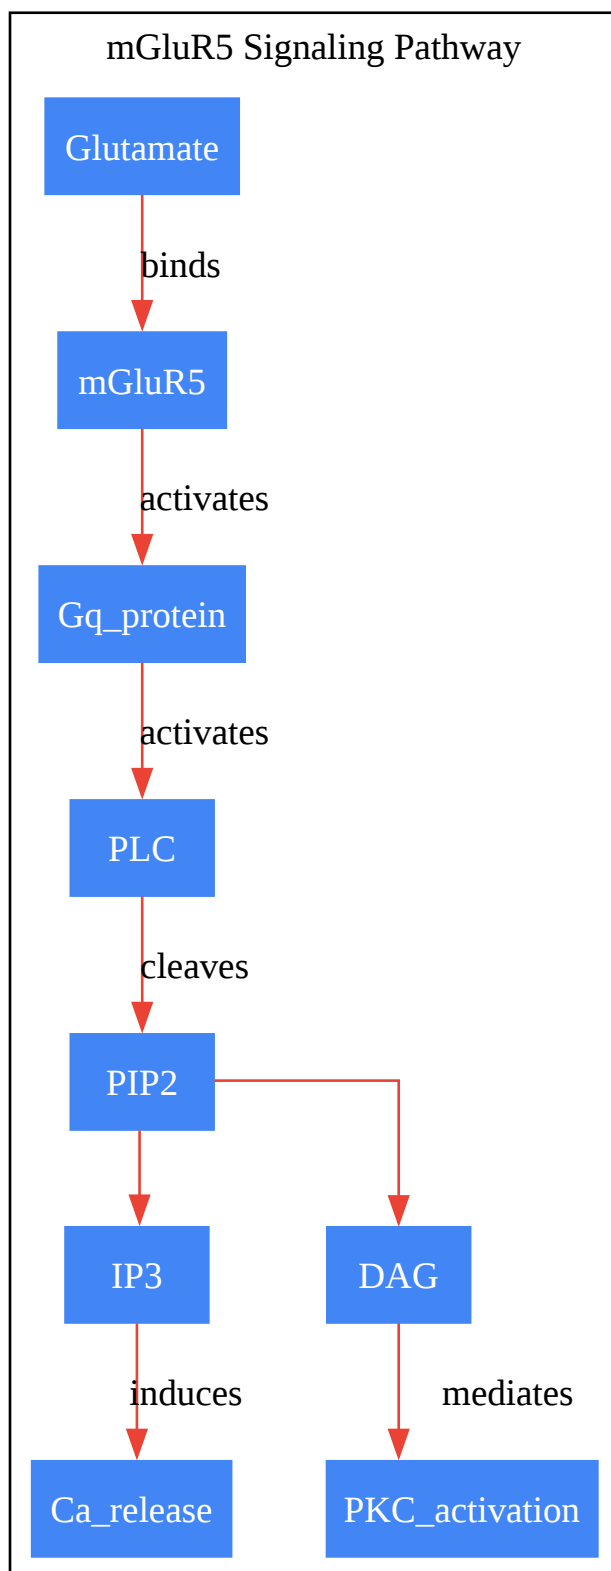 mGluR5 Signaling Pathway
Glutamate
binds
mGluR5
activates
Gq_protein
activates
PLC
cleaves
PIP2
IP3
DAG
induces
mediates
Ca_release
PKC_activation